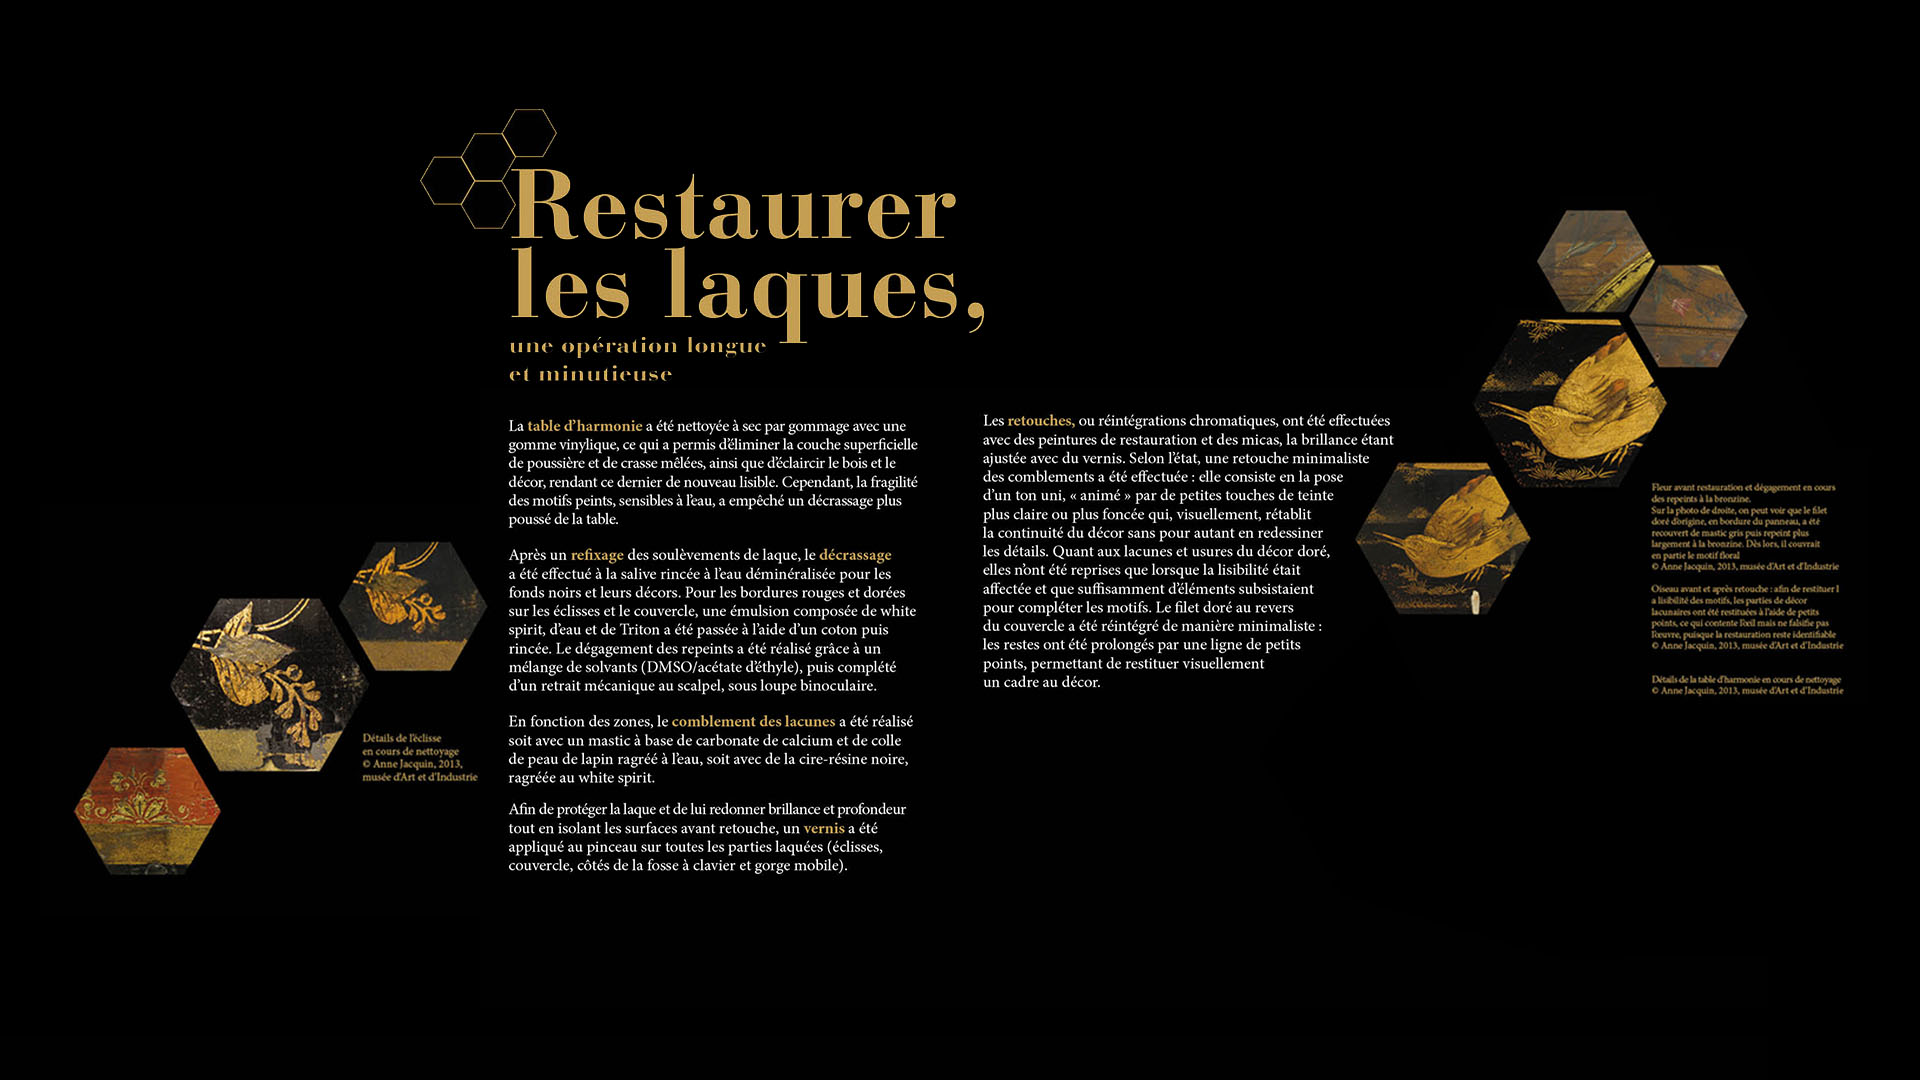 Restaurer
les laques,
une opération longue
et minutieuse
La table d'harmonie a été nettoyée à sec par gommage avec une
gomme vinylique, ce qui a permis d'éliminer la couche superficielle
de poussière et de crasse mêlées, ainsi que d'éclaircir le bois et le
décor, rendant ce dernier de nouveau lisible. Cependant, la fragilité
des motifs peints, sensibles à l'eau, a empêché un décrassage plus
poussé de la table.
Après un refixage des soulèvements de laque, le décrassage
a été effectué à la salive rincée à l'eau déminéralisée pour les
fonds noirs et leurs décors. Pour les bordures rouges et dorées
sur les éclisses et le couvercle, une émulsion composée de white
spirit, d'eau et de Triton a été passée à l'aide d'un coton puis
rincée. Le dégagement des repeints a été réalisé grâce à un
mélange de solvants (DMSO/acétate d'éthyle), puis complété
d'un retrait mécanique au scalpel, sous loupe binoculaire.
En fonction des zones, le comblement des lacunes a été réalisé
soit avec un mastic à base de carbonate de calcium et de colle
de peau de lapin ragréé à l'eau, soit avec de la cire-résine noire,
ragréée au white spirit.
Afin de protéger la laque et de lui redonner brillance et profondeur
tout en isolant les surfaces avant retouche, un vernis a été
appliqué au pinceau sur toutes les parties laquées (éclisses,
couvercle, côtés de la fosse à clavier et gorge mobile).
Les retouches, ou réintégrations chromatiques, ont été effectuées
avec des peintures de restauration et des micas, la brillance étant
ajustée avec du vernis. Selon l'état, une retouche minimaliste
des comblements a été effectuée : elle consiste en la pose
d'un ton uni, « animé » par de petites touches de teinte
plus claire ou plus foncée qui, visuellement, rétablit
la continuité du décor sans pour autant en redessiner
les détails. Quant aux lacunes et usures du décor doré,
elles n'ont été reprises que lorsque la lisibilité était
affectée et que suffisamment d'éléments subsistaient
pour compléter les motifs. Le filet doré au revers
du couvercle a été réintégré de manière minimaliste :
les restes ont été prolongés par une ligne de petits
points, permettant de restituer visuellement
un cadre au décor.
Détails de l'éclisse
en cours de nettoyage
© Anne Jacquin, 2013,
musée d'Art et d'Industrie
Fleur avant restauration et dégagement en cours
des repeints à la bronzine.
Sur la photo de droite, on peut voir que le filet
doré d'origine, en bordure du panneau, a été
recouvert de mastic gris puis repeint plus
largement à la bronzine. Dès lors, il couvrait
en partie le motif floral
© Anne Jacquin, 2013, musée d'Art et d'Industrie
Oiseau avant et après retouche : afin de restituer l
a lisibilité des motifs, les parties de décor
lacunaires ont été restituées à l'aide de petits
points, ce qui contente l'œil mais ne falsifie pas
l'œuvre, puisque la restauration reste identifiable
© Anne Jacquin, 2013, musée d'Art et d'Industrie
Détails de la table d'harmonie en cours de nettoyage
© Anne Jacquin, 2013, musée d'Art et d'Industrie